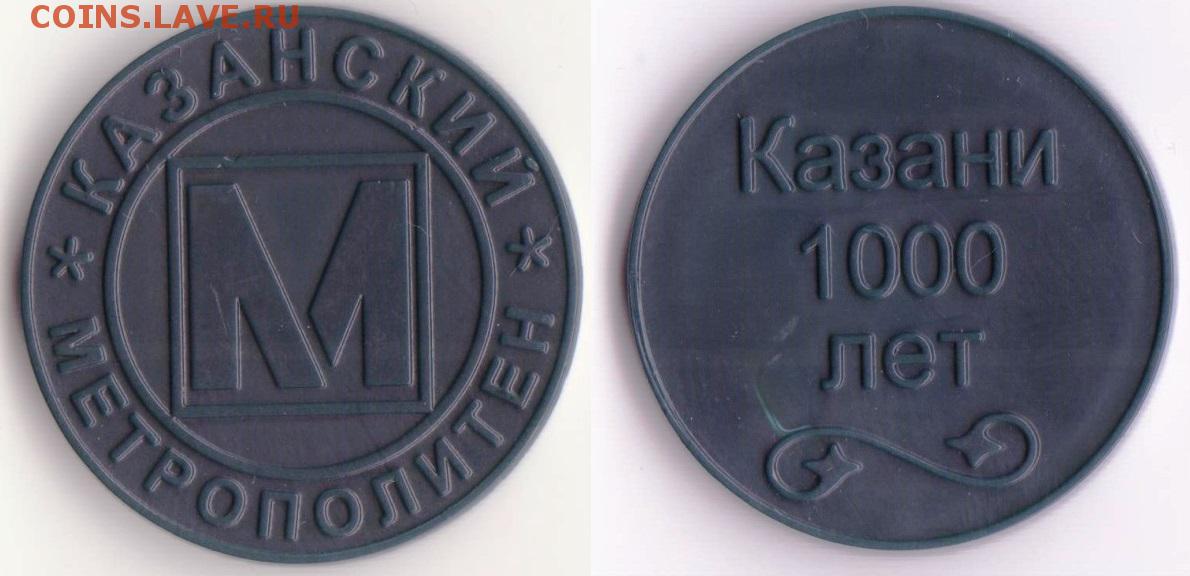 COINS.LAVE.RU
* КАЗАНСКИЙ *
МЕТРОПОЛИТЕН
М
Казани
1000
лет